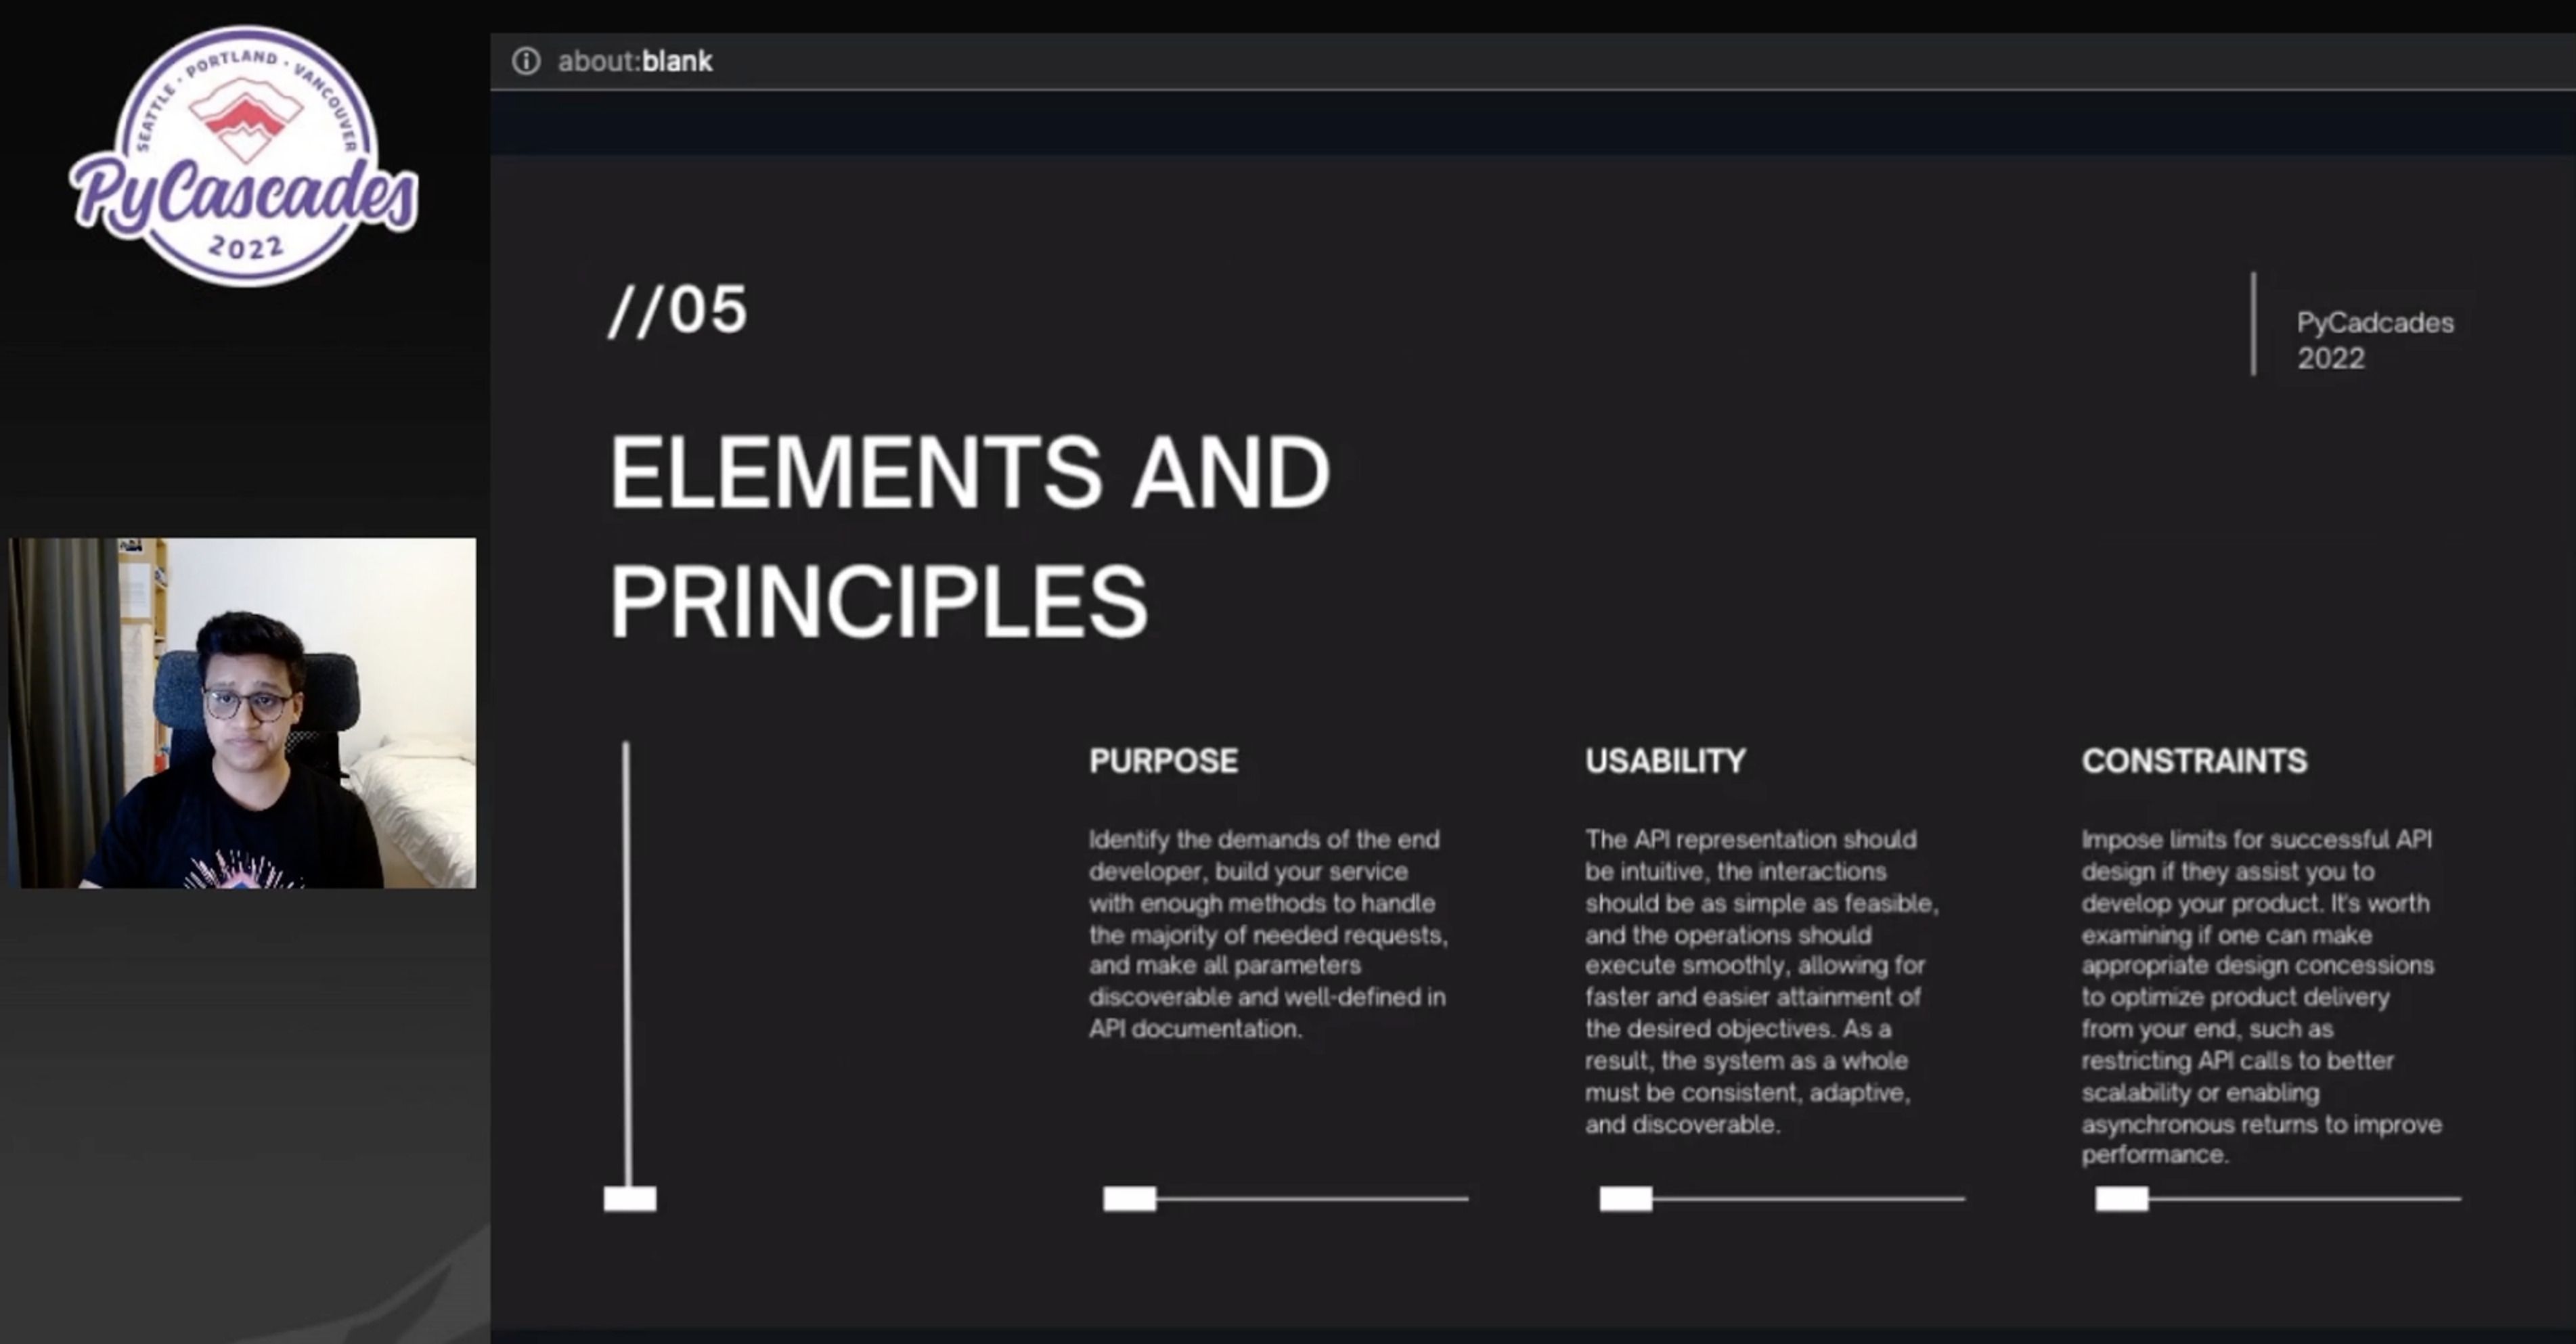 SEATTLE · PORTLAND · VANCOUVER
PyCascades
2022
about:blank
//05
PyCadcades
2022
ELEMENTS AND
PRINCIPLES
PURPOSE
Identify the demands of the end
developer, build your service
with enough methods to handle
the majority of needed requests,
and make all parameters
discoverable and well-defined in
API documentation.
USABILITY
The API representation should
be intuitive, the interactions
should be as simple as feasible,
and the operations should
execute smoothly, allowing for
faster and easier attainment of
the desired objectives. As a
result, the system as a whole
must be consistent, adaptive,
and discoverable.
CONSTRAINTS
Impose limits for successful API
design if they assist you to
develop your product. It's worth
examining if one can make
appropriate design concessions
to optimize product delivery
from your end, such as
restricting API calls to better
scalability or enabling
asynchronous returns to improve
performance.